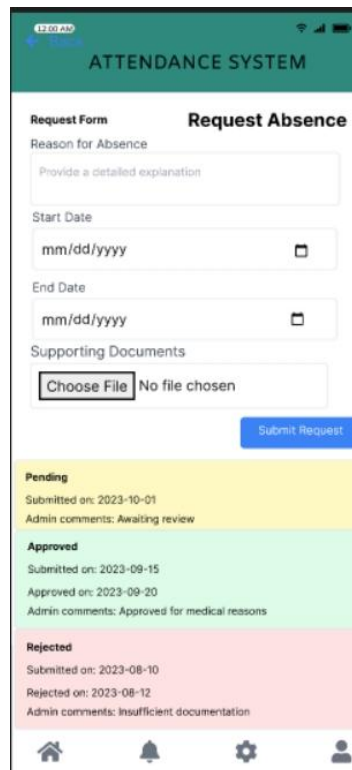 12:00 AM
Back
ATTENDANCE SYSTEM
Request Form
Request Absence
Reason for Absence
Provide a detailed explanation
Start Date
mm/dd/yyyy
End Date
mm/dd/yyyy
Supporting Documents
Choose File No file chosen
Submit Request
Pending
Submitted on: 2023-10-01
Admin comments: Awaiting review
Approved
Submitted on: 2023-09-15
Approved on: 2023-09-20
Admin comments: Approved for medical reasons
Rejected
Submitted on: 2023-08-10
Rejected on: 2023-08-12
Admin comments: Insufficient documentation